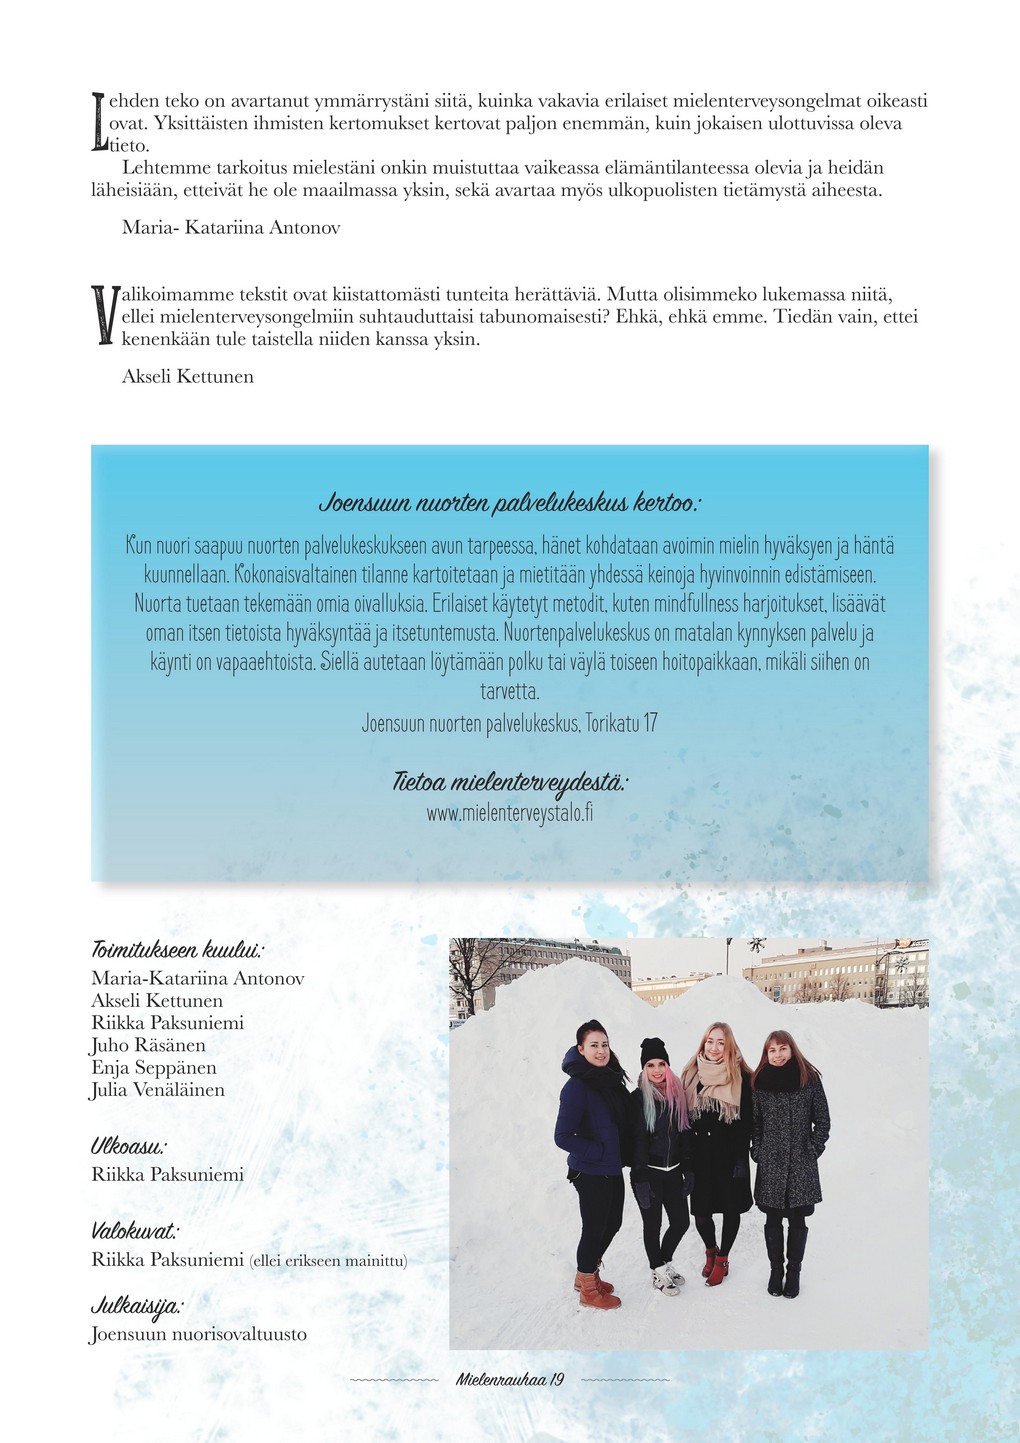 Lehden teko on avartanut ymmärrystäni siitä, kuinka vakavia erilaiset mielenterveysongelmat oikeasti
ovat. Yksittäisten ihmisten kertomukset kertovat paljon enemmän, kuin jokaisen ulottuvissa oleva
tieto.
Lehtemme tarkoitus mielestäni onkin muistuttaa vaikeassa elämäntilanteessa olevia ja heidän
läheisiään, etteivät he ole maailmassa yksin, sekä avartaa myös ulkopuolisten tietämystä aiheesta.
Maria- Katariina Antonov
Valikoimamme tekstit ovat kiistattomästi tunteita herättäviä. Mutta olisimmeko lukemassa niitä,
ellei mielenterveysongelmiin suhtauduttaisi tabunomaisesti? Ehkä, ehkä emme. Tiedän vain, ettei
kenenkään tule taistella niiden kanssa yksin.
Akseli Kettunen
Joensuun nuorten palvelukeskus kertoo:
Kun nuori saapuu nuorten palvelukeskukseen avun tarpeessa, hänet kohdataan avoimin mielin hyväksyen ja häntä
kuunnellaan. Kokonaisvaltainen tilanne kartoitetaan ja mietitään yhdessä keinoja hyvinvoinnin edistämiseen.
Nuorta tuetaan tekemään omia oivalluksia. Erilaiset käytetyt metodit, kuten mindfullness harjoitukset, lisäävät
oman itsen tietoista hyväksyntää ja itsetuntemusta. Nuortenpalvelukeskus on matalan kynnyksen palvelu ja
käynti on vapaaehtoista. Siellä autetaan löytämään polku tai väylä toiseen hoitopaikkaan, mikäli siihen on
tarvetta.
Joensuun nuorten palvelukeskus, Torikatu 17
Tietoa mielenterveydestä:
www.mielenterveystalo.fi
Toimitukseen kuului:
Maria-Katariina Antonov
Akseli Kettunen
Riikka Paksuniemi
Juho Räsänen
Enja Seppänen
Julia Venäläinen
Ulkoasu:
Riikka Paksuniemi
Valokuvat:
Riikka Paksuniemi (ellei erikseen mainittu)
Julkaisija:
Joensuun nuorisovaltuusto
Mielenrauhaa 19